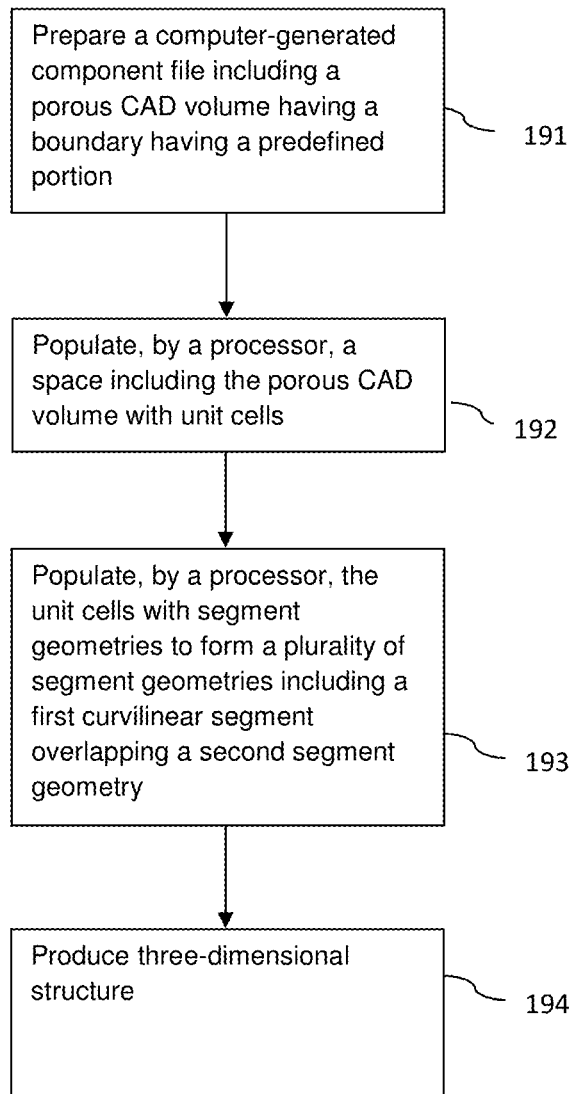 Prepare a computer-generated
component file including a
porous CAD volume having a
boundary having a predefined
portion
191
Populate, by a processor, a
space including the porous CAD
volume with unit cells
192
Populate, by a processor, the
unit cells with segment
geometries to form a plurality of
segment geometries including a
first curvilinear segment
overlapping a second segment
geometry
193
Produce three-dimensional
structure
194